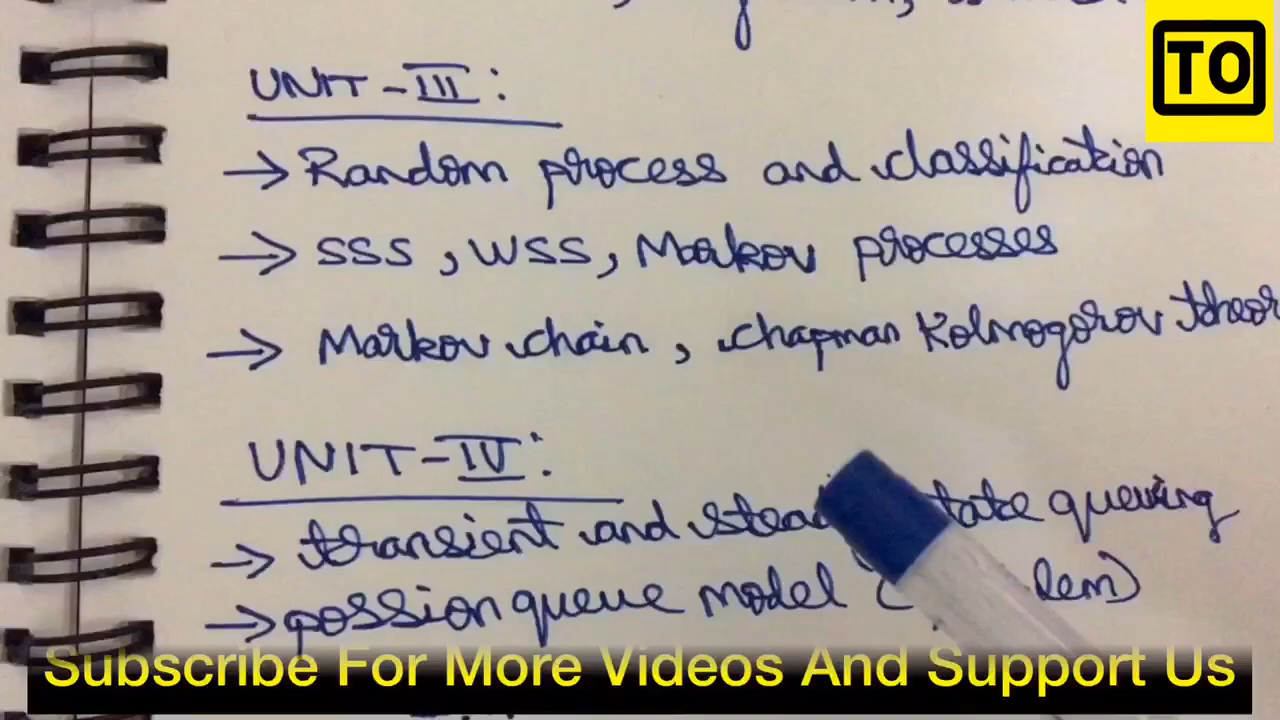 TO
UNIT-III:
→ Random process and classification
→ SSS, WSS, Markov processes
→ Markov chain, chapman Kolmogorov theor
UNIT-IV:
→ transient and stead tate queuing
→ possion queue model ( lem)
Subscribe For More Videos And Support Us